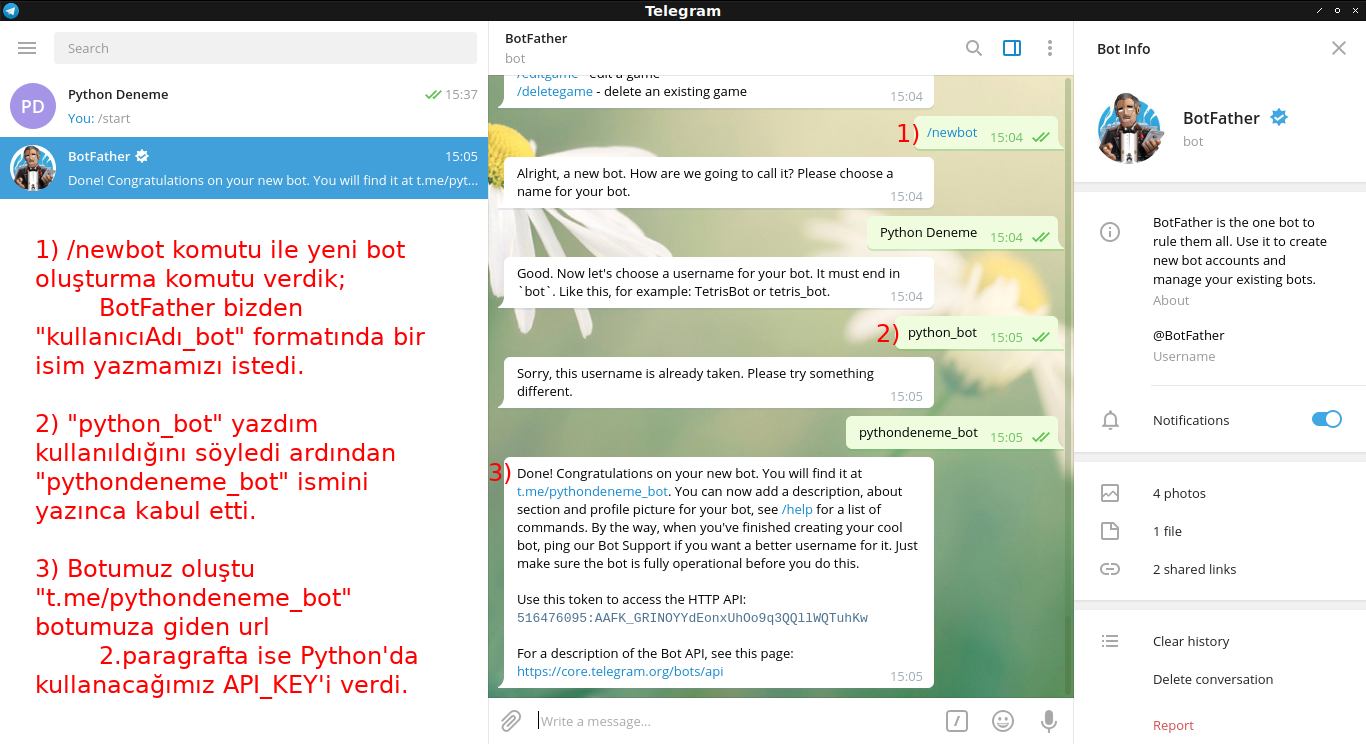 Telegram
Search
PD
Python Deneme
15:37
You: /start
BotFather
15:05
Done! Congratulations on your new bot. You will find it at t.me/pyt...
1) /newbot komutu ile yeni bot
oluşturma komutu verdik;
BotFather bizden
"kullanıcıAdı_bot" formatında bir
isim yazmamızı istedi.
2) "python_bot" yazdım
kullanıldığını söyledi ardından
"pythondeneme_bot" ismini
yazınca kabul etti.
3) Botumuz oluştu
"t.me/pythondeneme_bot"
botumuza giden url
2.paragrafta ise Python'da
kullanacağımız API_KEY'i verdi.
BotFather
bot
/editgame - edit a game
/deletegame - delete an existing game
15:04
1) /newbot 15:04
Alright, a new bot. How are we going to call it? Please choose a
name for your bot.
15:04
Python Deneme 15:04
Good. Now let's choose a username for your bot. It must end in
`bot`. Like this, for example: TetrisBot or tetris_bot.
15:04
2) python_bot 15:05
Sorry, this username is already taken. Please try something
different.
15:05
pythondeneme_bot 15:05
3) Done! Congratulations on your new bot. You will find it at
t.me/pythondeneme_bot. You can now add a description, about
section and profile picture for your bot, see /help for a list of
commands. By the way, when you've finished creating your cool
bot, ping our Bot Support if you want a better username for it. Just
make sure the bot is fully operational before you do this.
Use this token to access the HTTP API:
516476095:AAFK_GRINOYYdEonxUhOo9q3QQllWQTuhKw
For a description of the Bot API, see this page:
https://core.telegram.org/bots/api
15:05
Write a message...
Bot Info
BotFather
bot
BotFather is the one bot to
rule them all. Use it to create
new bot accounts and
manage your existing bots.
About
@BotFather
Username
Notifications
4 photos
1 file
2 shared links
Clear history
Delete conversation
Report